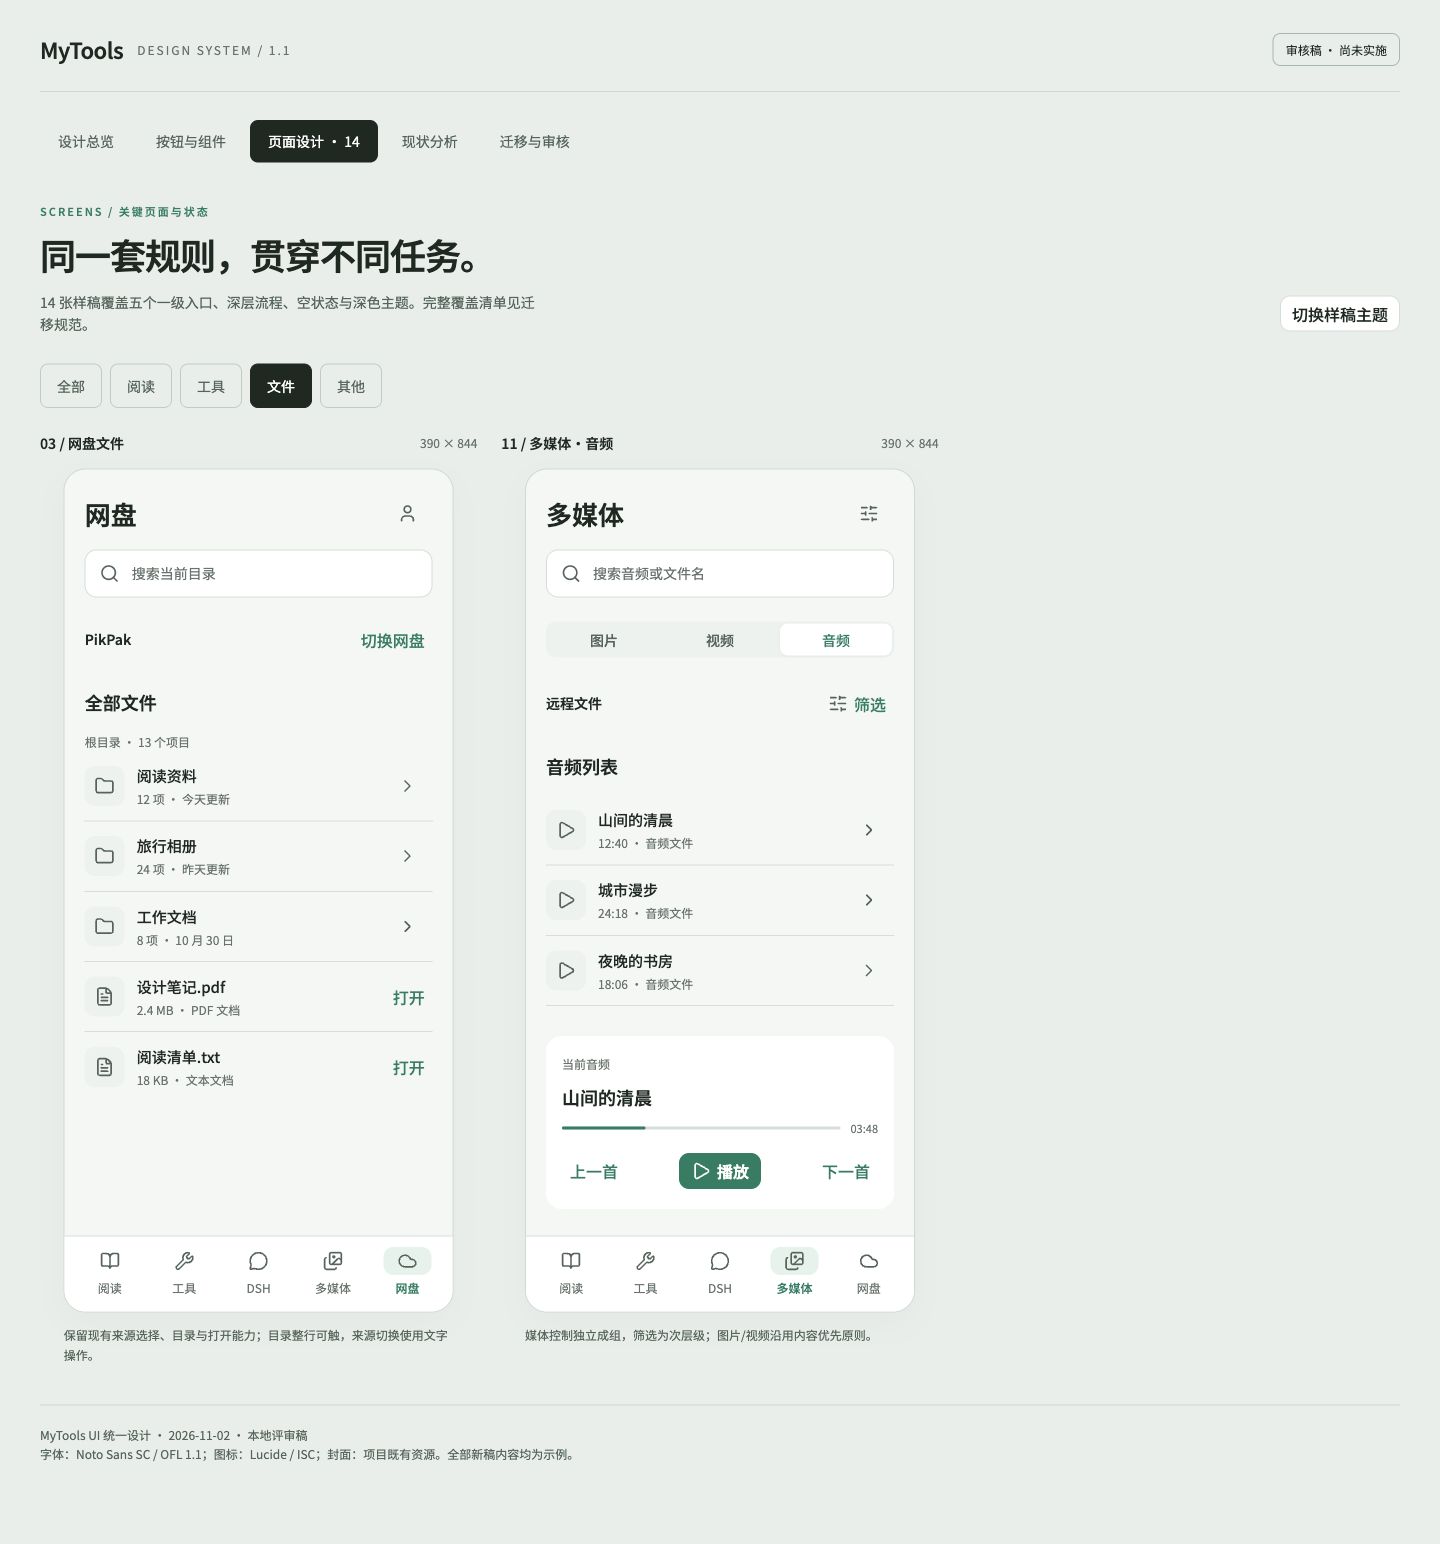 MyTools DESIGN SYSTEM / 1.1
审核稿 · 尚未实施
设计总览
按钮与组件
页面设计 · 14
现状分析
迁移与审核
SCREENS / 关键页面与状态
同一套规则，贯穿不同任务。
14 张样稿覆盖五个一级入口、深层流程、空状态与深色主题。完整覆盖清单见迁
移规范。
切换样稿主题
全部
阅读
工具
文件
其他
03 / 网盘文件
390 × 844
网盘
搜索当前目录
PikPak
切换网盘
全部文件
根目录 · 13 个项目
阅读资料
12 项 · 今天更新
旅行相册
24 项 · 昨天更新
工作文档
8 项 · 10 月 30 日
设计笔记.pdf
2.4 MB · PDF 文档
打开
阅读清单.txt
18 KB · 文本文档
打开
阅读
工具
DSH
多媒体
网盘
保留现有来源选择、目录与打开能力；目录整行可触，来源切换使用文字
操作。
11 / 多媒体 · 音频
390 × 844
多媒体
搜索音频或文件名
图片
视频
音频
远程文件
筛选
音频列表
山间的清晨
12:40 · 音频文件
城市漫步
24:18 · 音频文件
夜晚的书房
18:06 · 音频文件
当前音频
山间的清晨
03:48
上一首
播放
下一首
阅读
工具
DSH
多媒体
网盘
媒体控制独立成组，筛选为次层级；图片/视频沿用内容优先原则。
MyTools UI 统一设计 · 2026-11-02 · 本地评审稿
字体：Noto Sans SC / OFL 1.1；图标：Lucide / ISC；封面：项目既有资源。全部新稿内容均为示例。